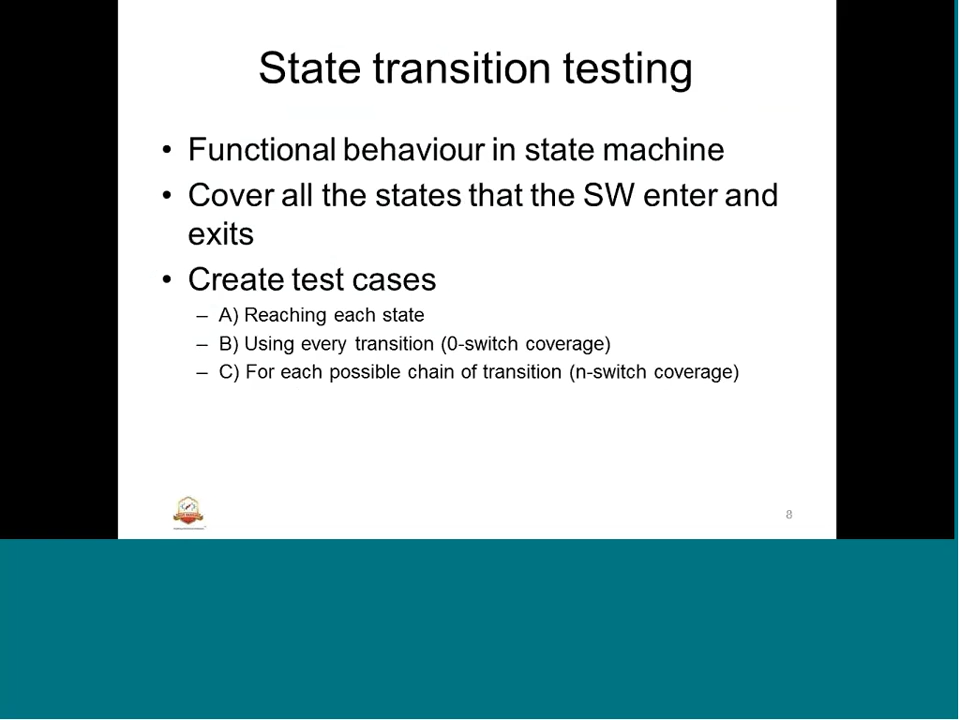 State transition testing
• Functional behaviour in state machine
• Cover all the states that the SW enter and
exits
• Create test cases
– A) Reaching each state
– B) Using every transition (0-switch coverage)
– C) For each possible chain of transition (n-switch coverage)
8